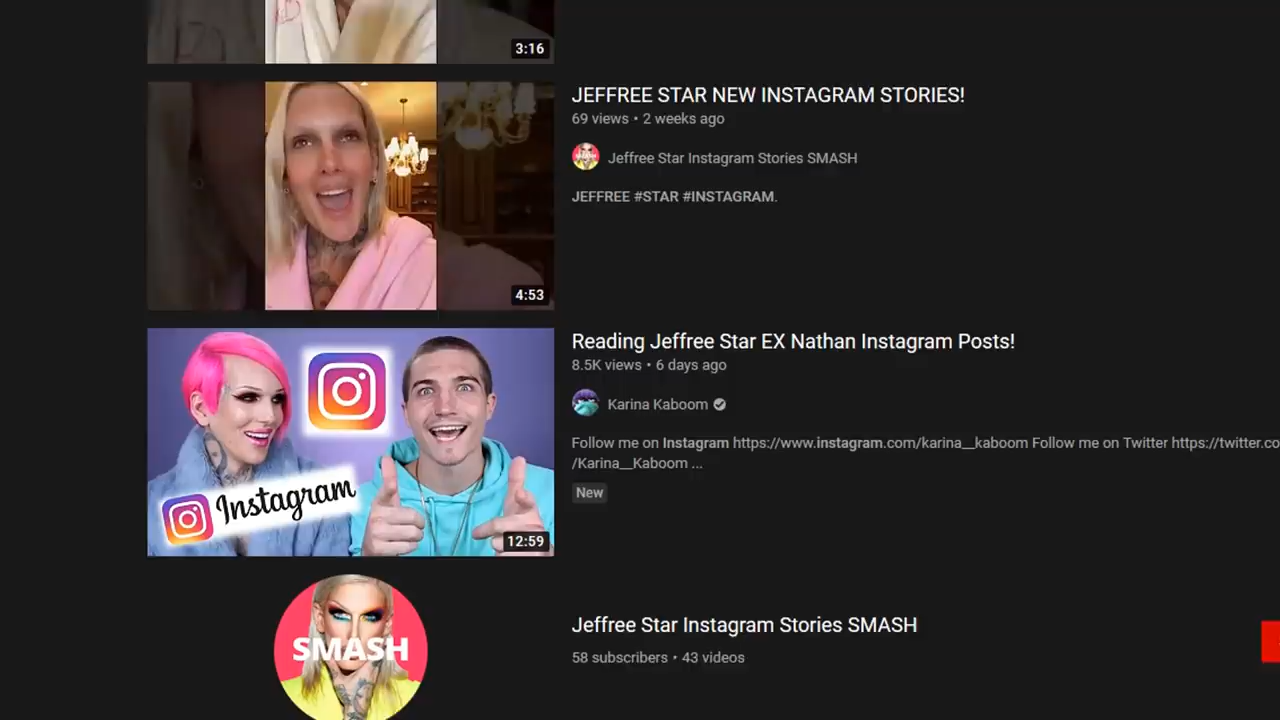 3:16
JEFFREE STAR NEW INSTAGRAM STORIES!
69 views • 2 weeks ago
SMASH
Jeffree Star Instagram Stories SMASH
JEFFREE #STAR #INSTAGRAM.
4:53
Reading Jeffree Star EX Nathan Instagram Posts!
8.5K views • 6 days ago
Karina Kaboom
Follow me on Instagram https://www.instagram.com/karina__kaboom Follow me on Twitter https://twitter.co
/Karina__Kaboom ...
New
Instagram
12:59
SMASH
Jeffree Star Instagram Stories SMASH
58 subscribers • 43 videos